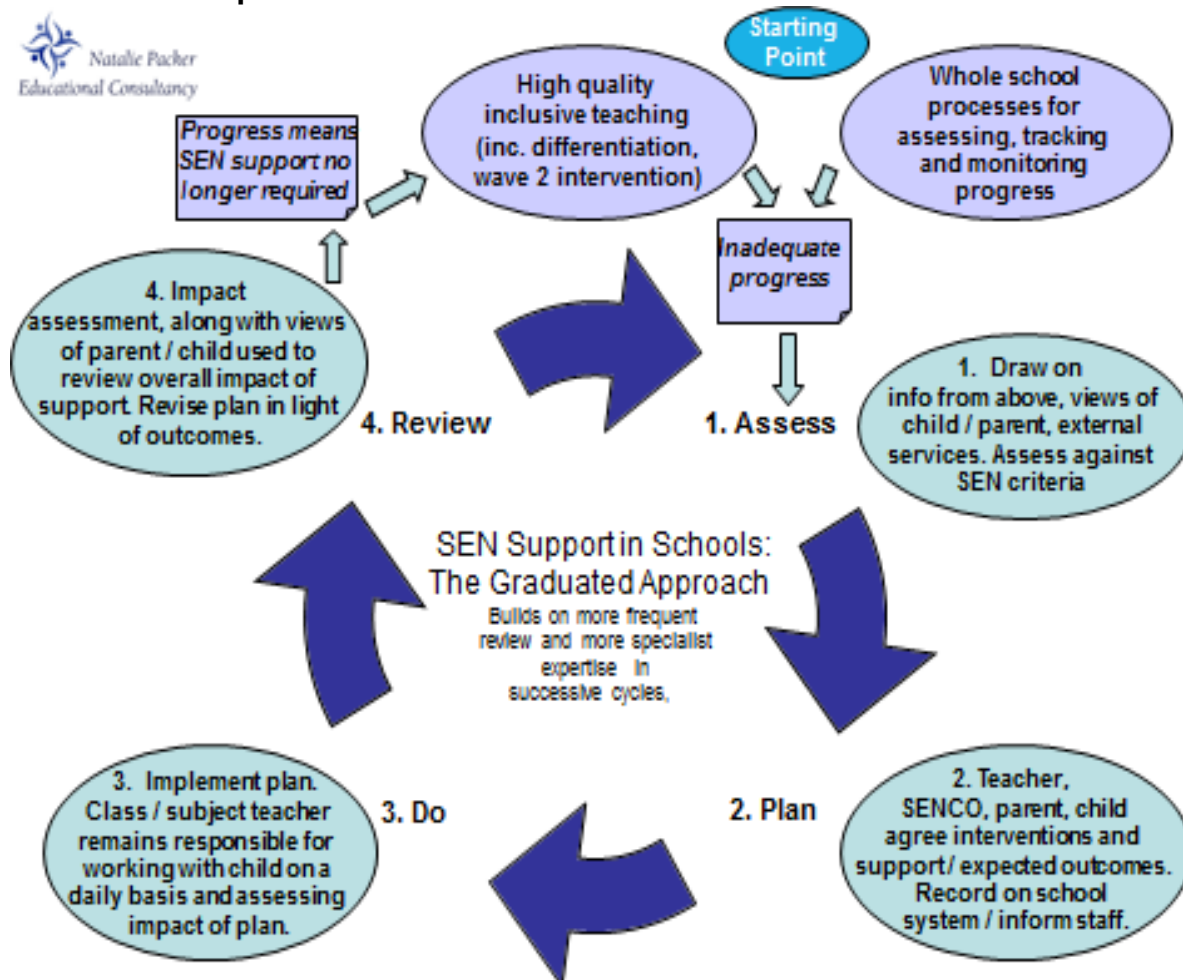 Natalie Packer
Educational Consultancy
Starting
Point
High quality
inclusive teaching
(inc. differentiation,
wave 2 intervention)
Whole school
processes for
assessing, tracking
and monitoring
progress
Progress means
SEN support no
longer required
Inadequate
progress
4. Impact
assessment, along with views
of parent / child used to
review overall impact of
support. Revise plan in light
of outcomes.
4. Review
1. Assess
1. Draw on
info from above, views of
child / parent, external
services. Assess against
SEN criteria
SEN Support in Schools:
The Graduated Approach
Builds on more frequent
review and more specialist
expertise in
successive cycles,
3. Implement plan.
Class / subject teacher
remains responsible for
working with child on a
daily basis and assessing
impact of plan.
3. Do
2. Plan
2. Teacher,
SENCO, parent, child
agree interventions and
support / expected outcomes.
Record on school
system / inform staff.